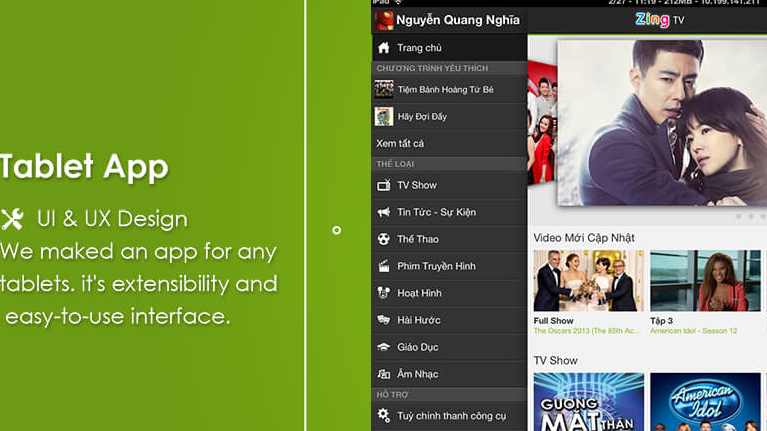 Tablet App
UI & UX Design
We maked an app for any
tablets. it's extensibility and
easy-to-use interface.
iPad
2/27 - 11:19 - 212MB - 10.199.141.211
Nguyễn Quang Nghĩa
Trang chủ
CHƯƠNG TRÌNH YÊU THÍCH
Tiệm Bánh Hoàng Tử Bé
Hãy Đợi Đấy
Xem tất cả
THỂ LOẠI
TV Show
Tin Tức - Sự Kiện
Thể Thao
Phim Truyền Hình
Hoạt Hình
Hài Hước
Giáo Dục
Âm Nhạc
HỖ TRỢ
Tuỳ chỉnh thanh công cụ
Zing TV
Video Mới Cập Nhật
Full Show
The Oscars 2013 (The 85th Ac...
Tập 3
American Idol - Season 12
TV Show
GƯƠNG
MẶT THÂN
American
Idol